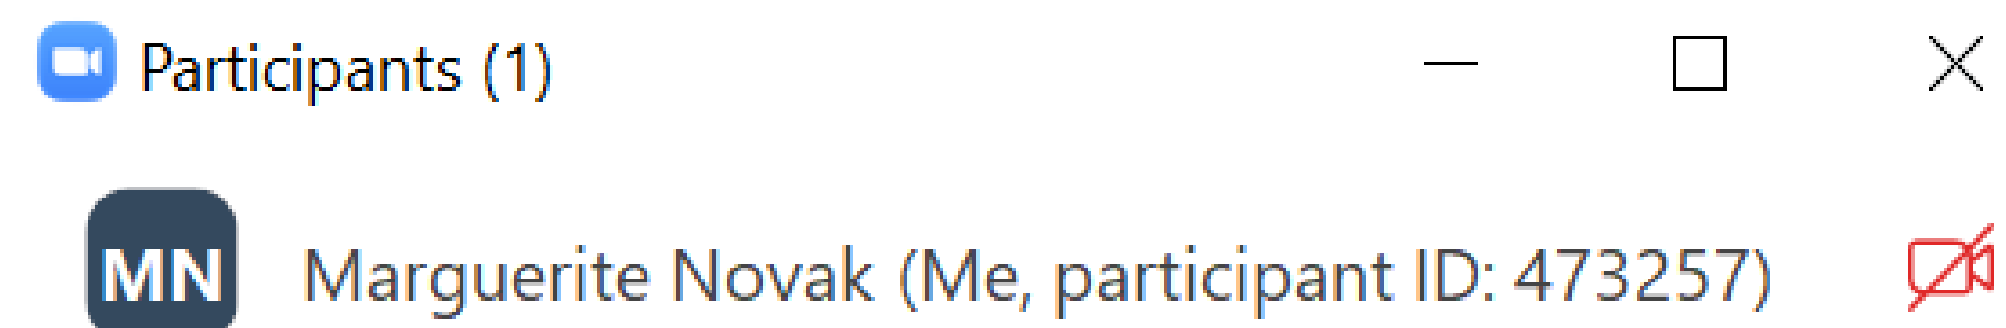 Participants (1)
MN
Marguerite Novak (Me, participant ID: 473257)